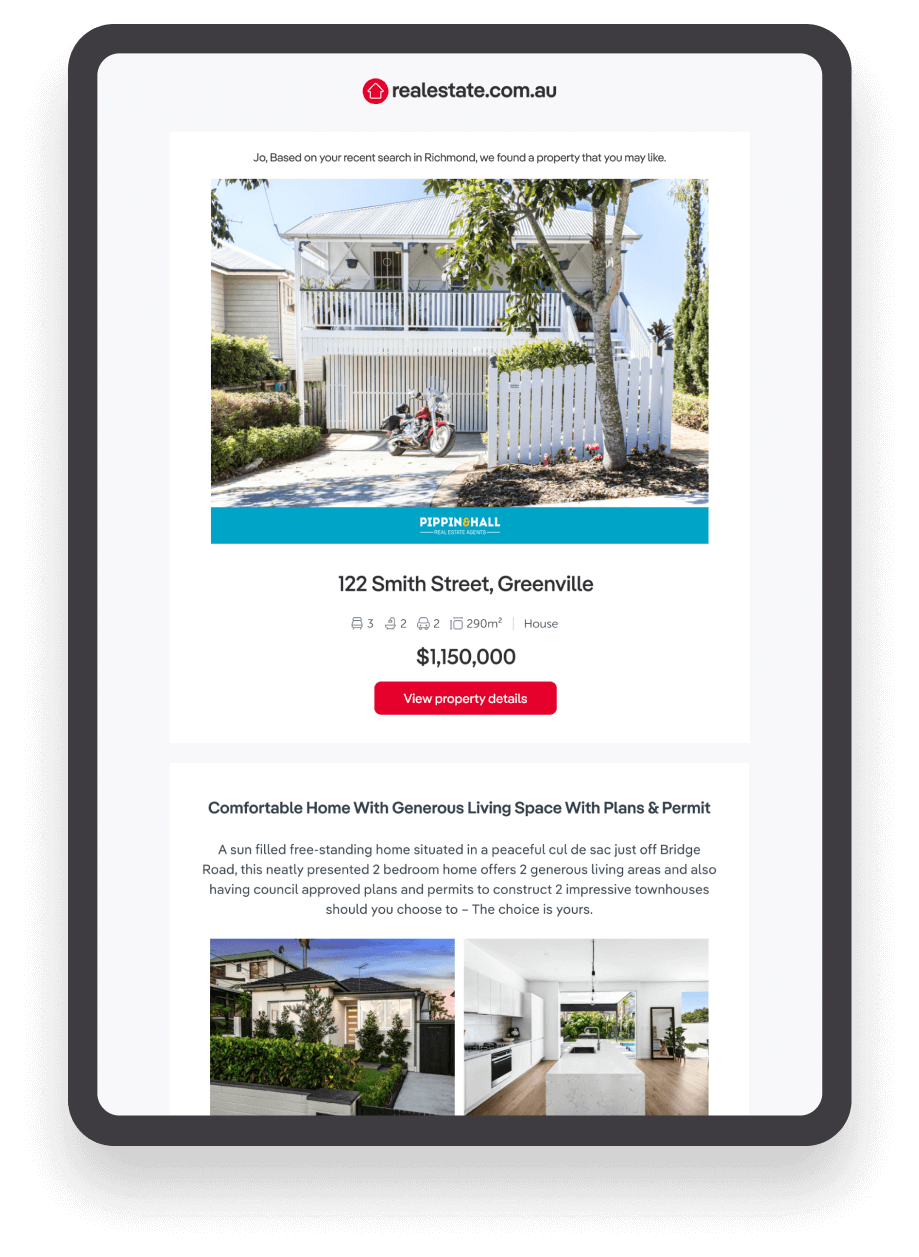 realestate.com.au
Jo, Based on your recent search in Richmond, we found a property that you may like.
PIPPIN&HALL
REAL ESTATE AGENTS
122 Smith Street, Greenville
3 2 2 290m² House
$1,150,000
View property details
Comfortable Home With Generous Living Space With Plans & Permit
A sun filled free-standing home situated in a peaceful cul de sac just off Bridge
Road, this neatly presented 2 bedroom home offers 2 generous living areas and also
having council approved plans and permits to construct 2 impressive townhouses
should you choose to – The choice is yours.